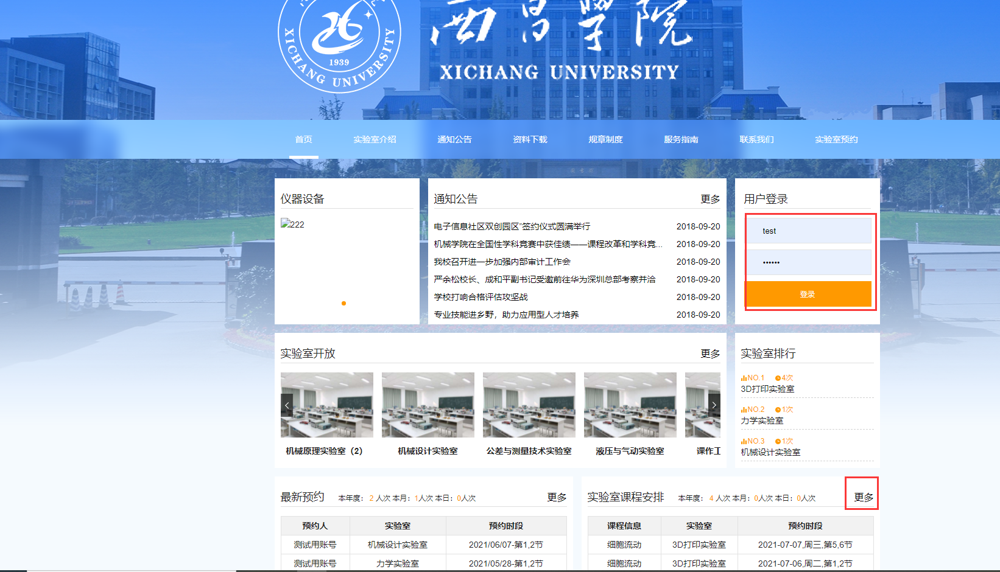 西昌学院
XICHANG UNIVERSITY
1939
XICHANG UNIVERSITY
首页 实验室介绍 通知公告 资料下载 规章制度 服务指南 联系我们 实验室预约
仪器设备
222
通知公告 更多
电子信息社区双创园区”签约仪式圆满举行 2018-09-20
机械学院在全国性学科竞赛中获佳绩——课程改革和学科竞... 2018-09-20
我校召开进一步加强内部审计工作会 2018-09-20
严余松校长、成和平副书记受邀前往华为深圳总部考察并洽 2018-09-20
学校打响合格评估攻坚战 2018-09-20
专业技能进乡野，助力应用型人才培养 2018-09-20
用户登录
test
••••••
登录
实验室开放 更多
机械原理实验室（2） 机械设计实验室 公差与测量技术实验室 液压与气动实验室 课作工
实验室排行
NO.1 4次
3D打印实验室
NO.2 1次
力学实验室
NO.3 1次
机械设计实验室
最新预约 本年度： 2 人次 本月：1人次 本日：0人次 更多
预约人 实验室 预约时段
测试用账号 机械设计实验室 2021/06/07-第1,2节
测试用账号 力学实验室 2021/05/28-第1,2节
实验室课程安排 本年度： 4 人次 本月：0人次 本日：0人次 更多
课程信息 实验室 预约时段
细胞流动 3D打印实验室 2021-07-07,周三,第5,6节
细胞流动 3D打印实验室 2021-07-06,周二,第1,2节